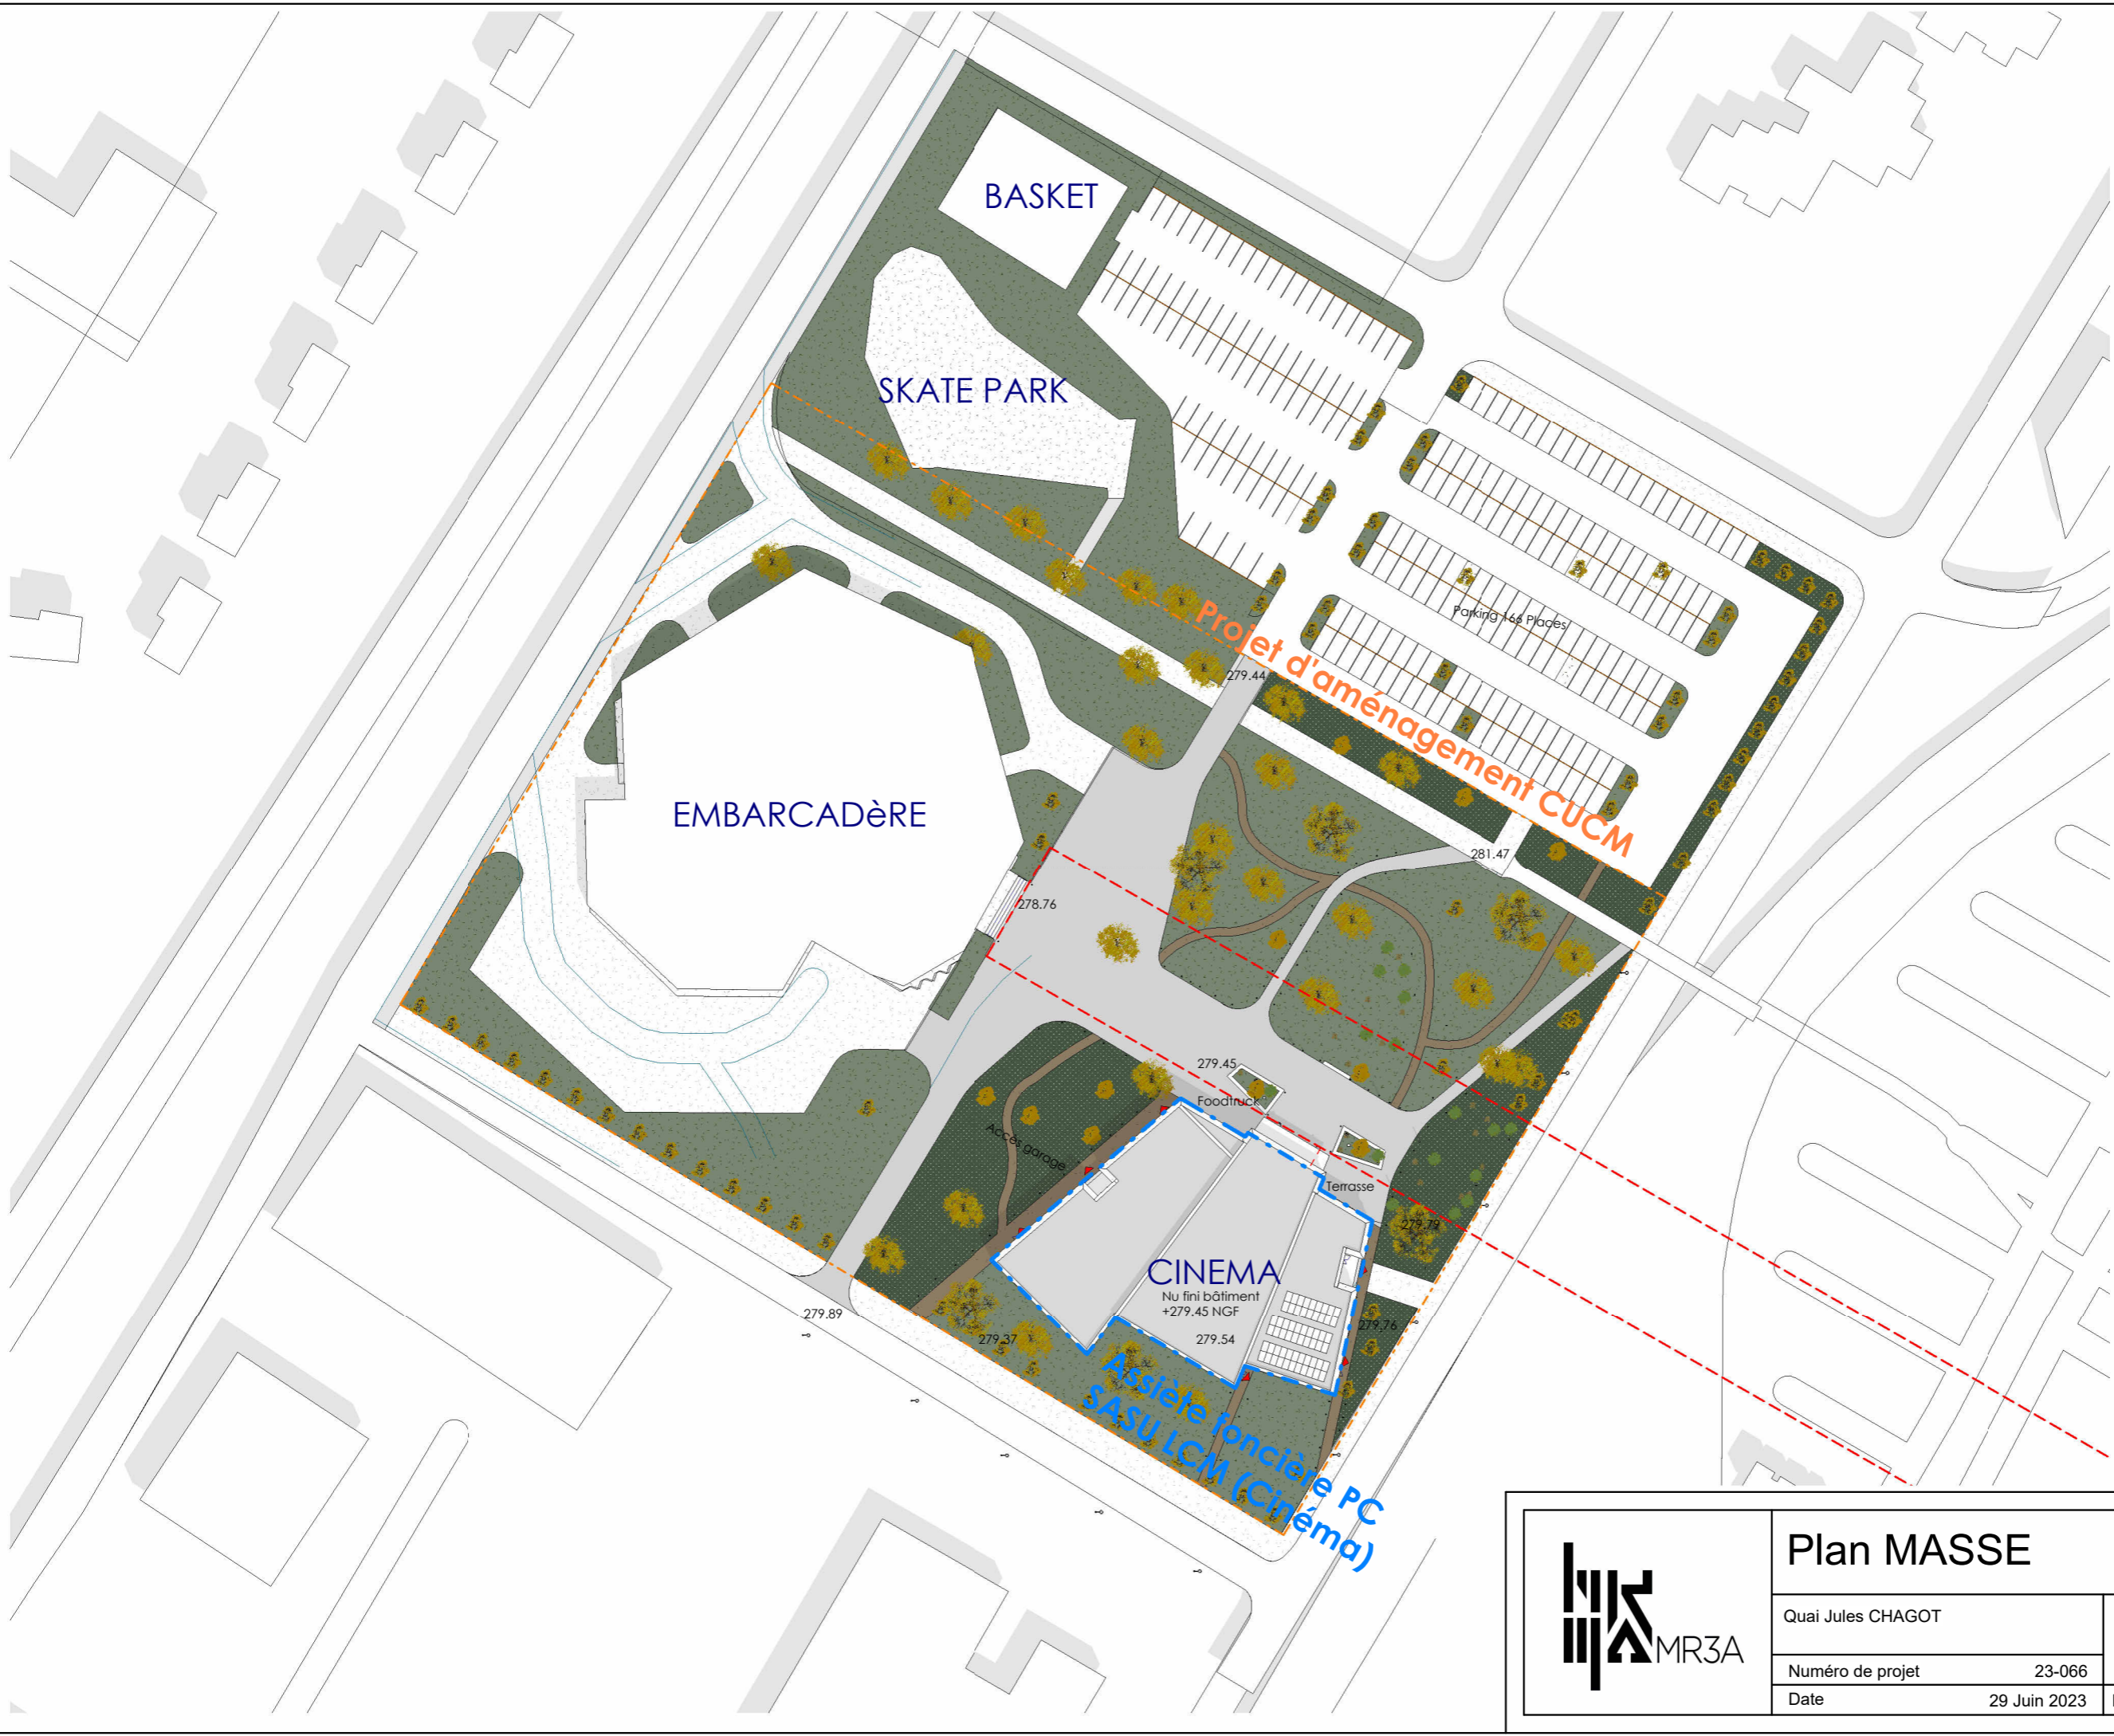 BASKET
SKATE PARK
Parking 166 Places
Projet d'aménagement CUCM
279.44
EMBARCADèRE
281.47
278.76
279.45
Foodtruck
Accès garage
Terrasse
279.79
CINEMA
Nu fini bâtiment
+279.45 NGF
279.89
279.37
279.54
279.76
Assiète foncière PC
SASU LCM (Cinéma)
Plan MASSE
Quai Jules CHAGOT
MR3A
Numéro de projet 23-066
Date 29 Juin 2023